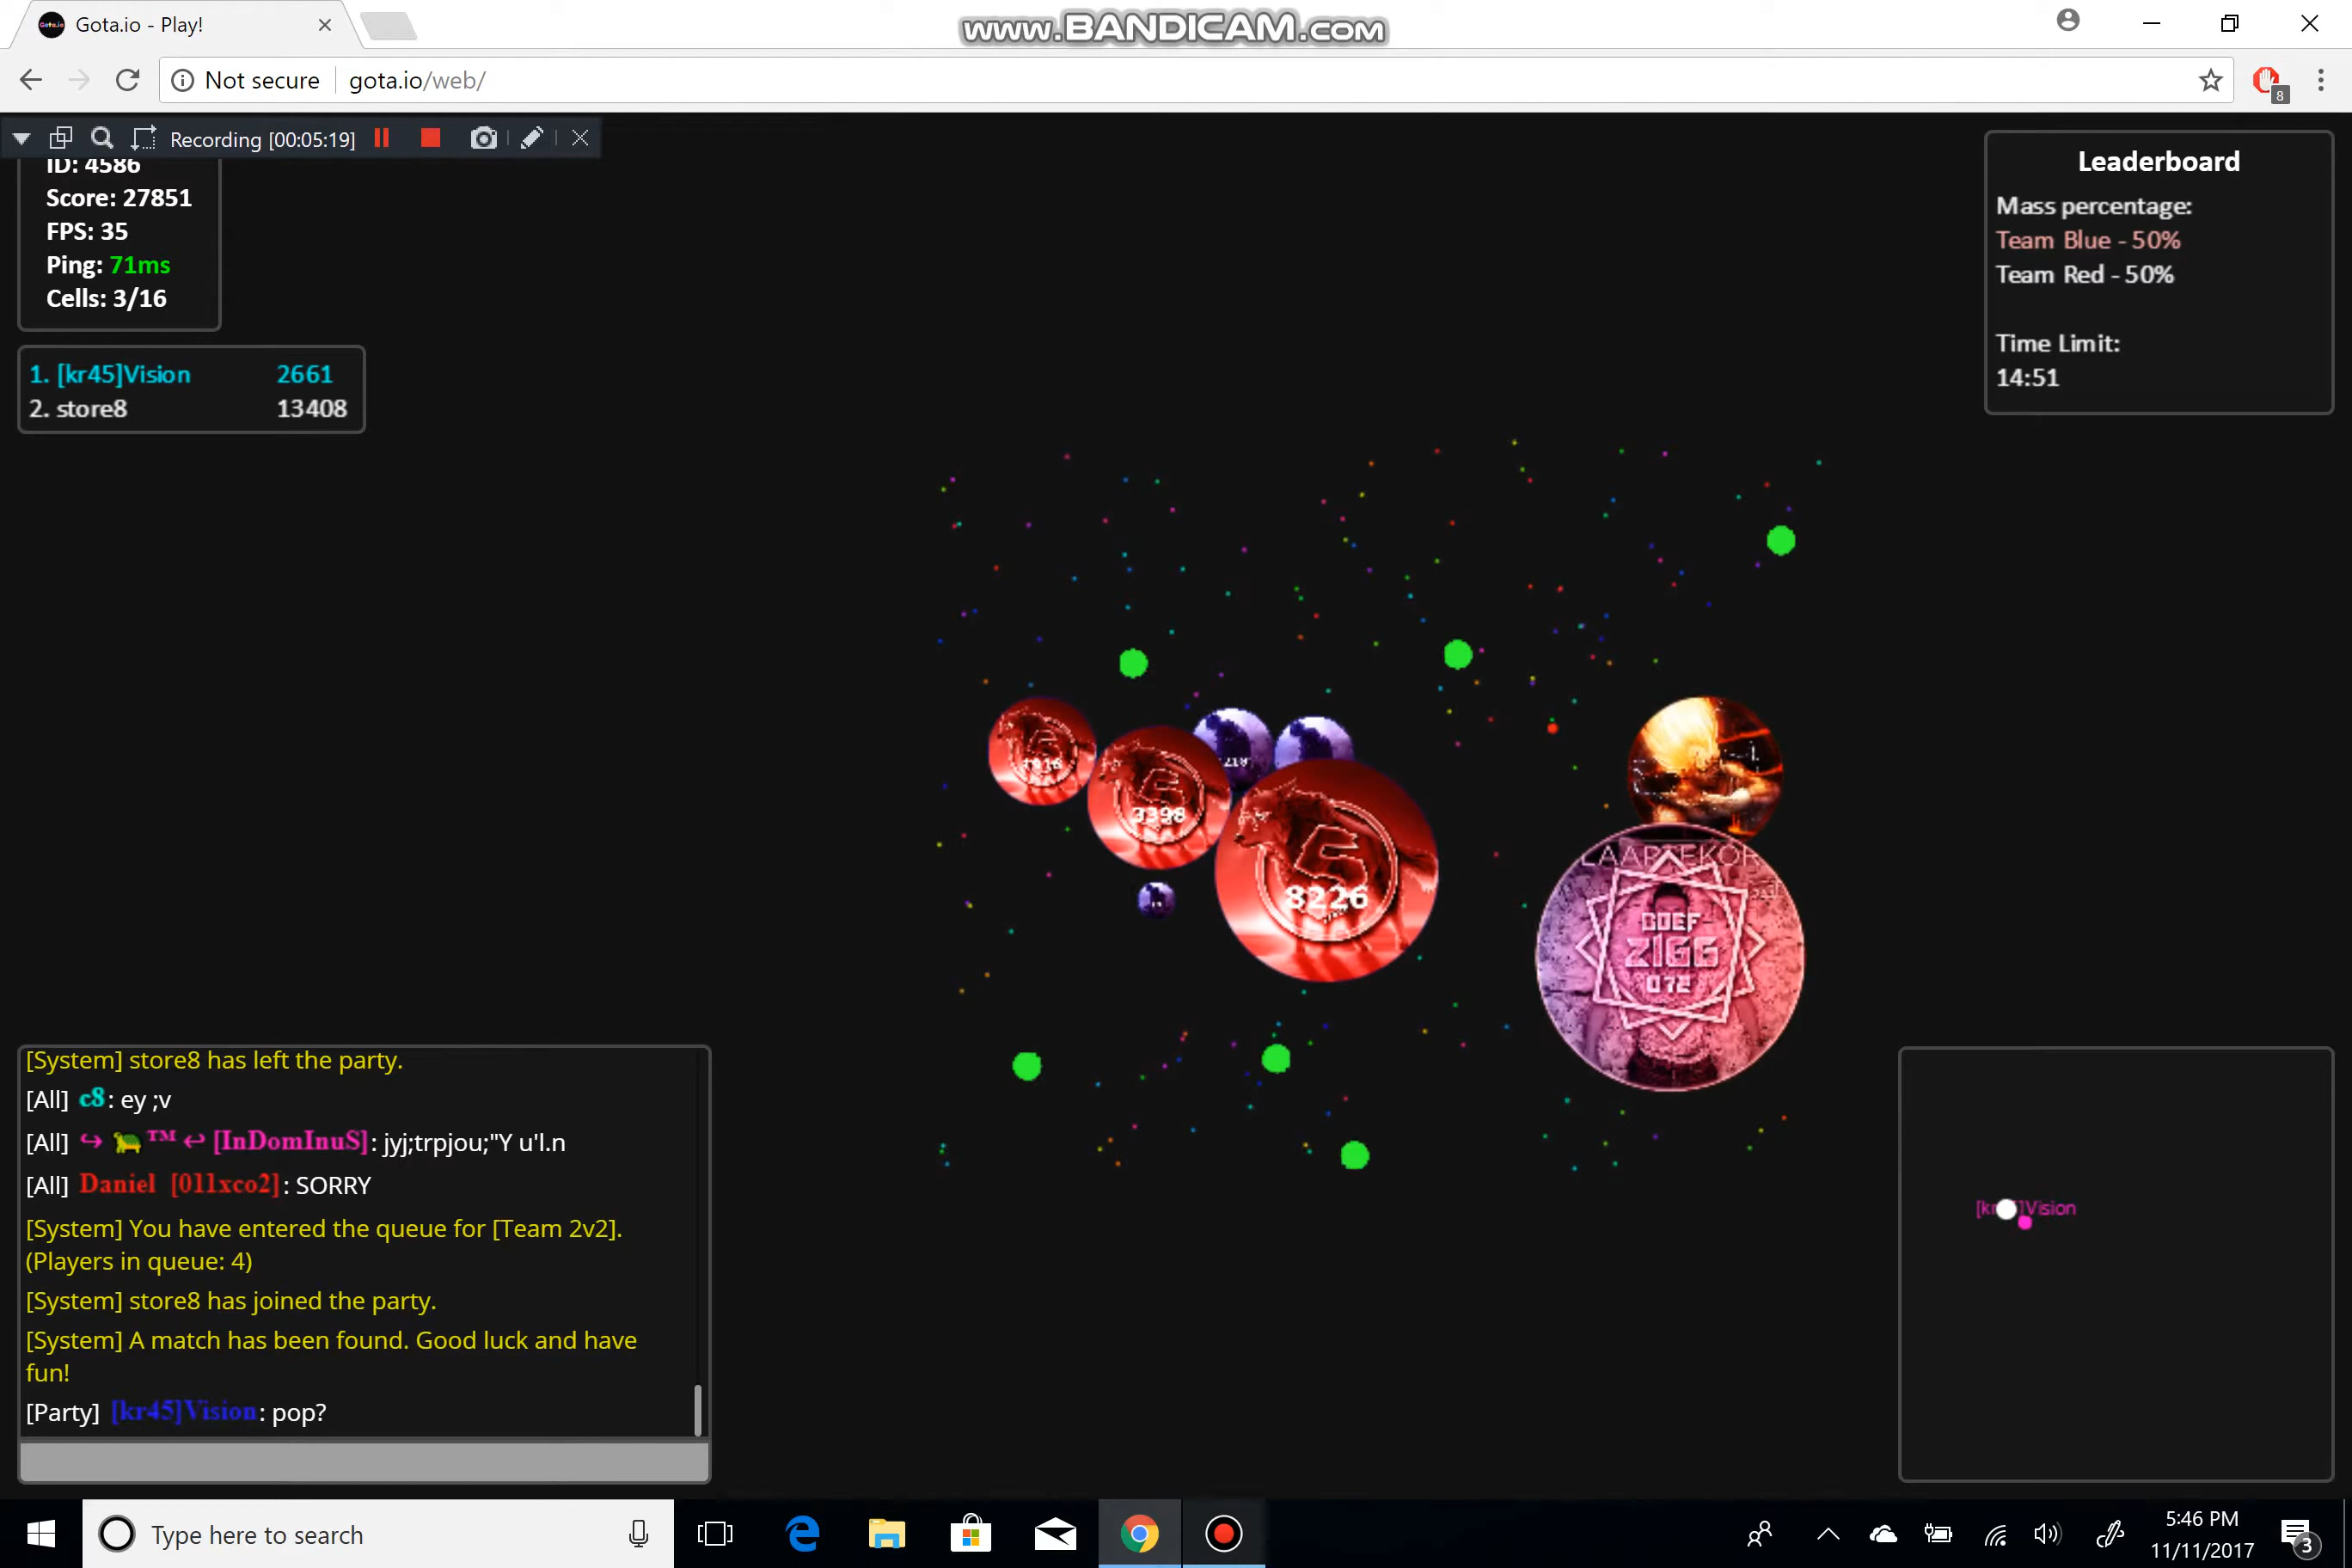 Gota.io - Play!
www.BANDICAM.com
Not secure
gota.io/web/
8
Recording [00:05:19]
ID: 4586
Score: 27851
FPS: 35
Ping: 71ms
Cells: 3/16
1. [kr45]Vision 2661
2. store8 13408
Leaderboard
Mass percentage:
Team Blue - 50%
Team Red - 50%
Time Limit:
14:51
3398
8226
ZIGG
072
[System] store8 has left the party.
[All] c8: ey ;v
[All] ↪ 🐢™ ↩ [InDomInuS]: jyj;trpjou;"Y u'l.n
[All] Daniel [011xco2]: SORRY
[System] You have entered the queue for [Team 2v2].
(Players in queue: 4)
[System] store8 has joined the party.
[System] A match has been found. Good luck and have
fun!
[Party] [kr45]Vision: pop?
Type here to search
5:46 PM
11/11/2017
3